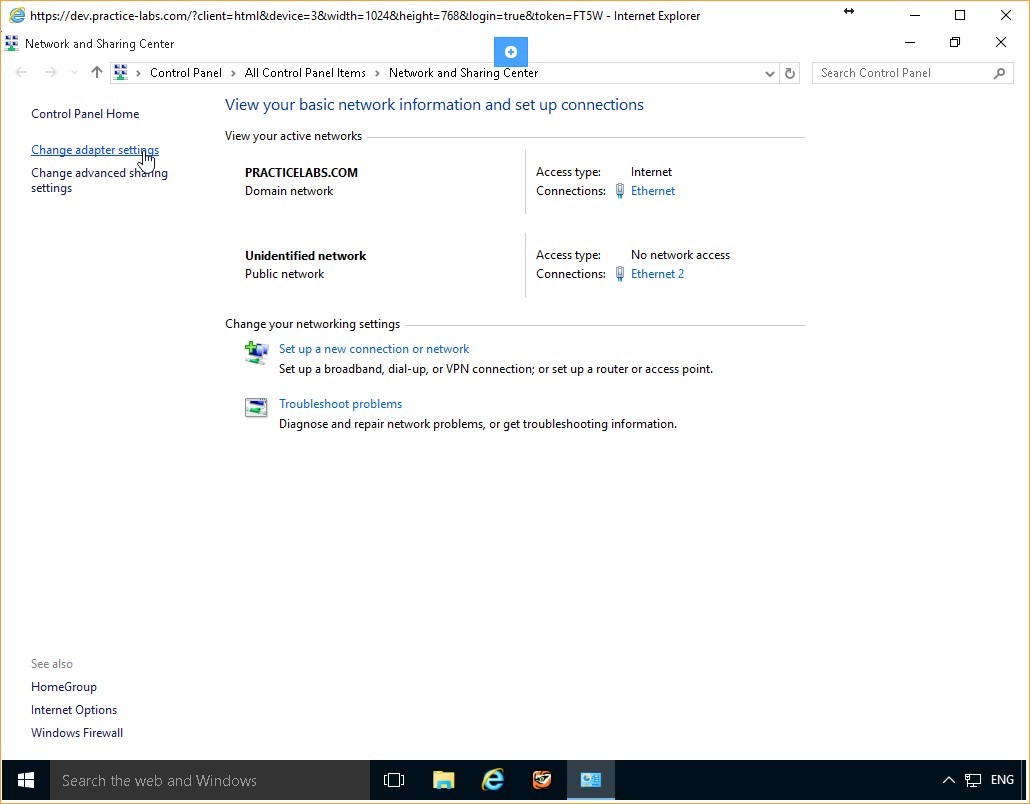 https://dev.practice-labs.com/?client=html&device=3&width=1024&height=768&login=true&token=FT5W - Internet Explorer
Network and Sharing Center
Control Panel > All Control Panel Items > Network and Sharing Center
Search Control Panel
Control Panel Home
Change adapter settings
Change advanced sharing
settings
View your basic network information and set up connections
View your active networks
PRACTICELABS.COM
Domain network
Access type: Internet
Connections: Ethernet
Unidentified network
Public network
Access type: No network access
Connections: Ethernet 2
Change your networking settings
Set up a new connection or network
Set up a broadband, dial-up, or VPN connection; or set up a router or access point.
Troubleshoot problems
Diagnose and repair network problems, or get troubleshooting information.
See also
HomeGroup
Internet Options
Windows Firewall
Search the web and Windows
ENG